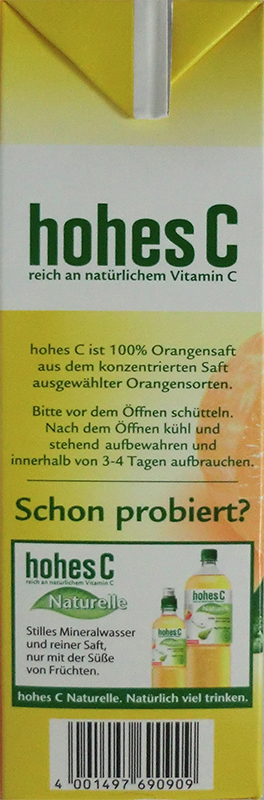 hohes C
reich an natürlichem Vitamin C
hohes C ist 100% Orangensaft
aus dem konzentrierten Saft
ausgewählter Orangensorten.
Bitte vor dem Öffnen schütteln.
Nach dem Öffnen kühl und
stehend aufbewahren und
innerhalb von 3-4 Tagen aufbrauchen.
Schon probiert?
hohes C
reich an natürlichem Vitamin C
Naturelle
Stilles Mineralwasser
und reiner Saft,
nur mit der Süße
von Früchten.
hohes C
hohes C
naturelle
hohes C Naturelle. Natürlich viel trinken.
4 001497 690909